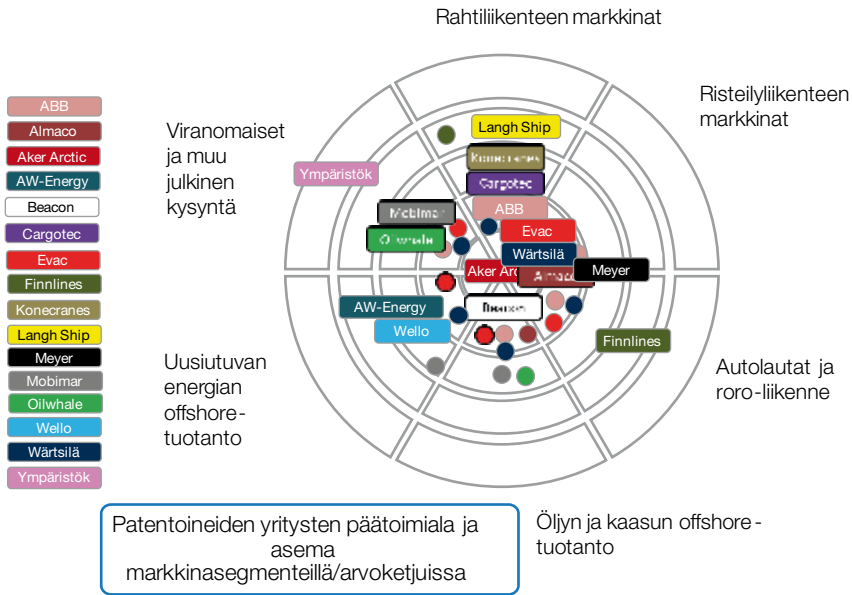 Rahtiliikenteen markkinat
Risteilyliikenteen
markkinat
Viranomaiset
ja muu
julkinen
kysyntä
ABB
Almaco
Aker Arctic
AW-Energy
Beacon
Cargotec
Evac
Finnlines
Konecranes
Langh Ship
Meyer
Mobimar
Oilwhale
Wello
Wärtsilä
Ympäristök
Langh Ship
Konecranes
Cargotec
Ympäristök
ABB
Mobimar
Evac
Oilwhale
Wärtsilä
Meyer
Almaco
AW-Energy
Beacon
Wello
Finnlines
Uusiutuvan
energian
offshore-
tuotanto
Autolautat ja
roro-liikenne
Patentoineiden yritysten päätoimiala ja
asema
markkinasegmenteillä/arvoketjuissa
Öljyn ja kaasun offshore-
tuotanto